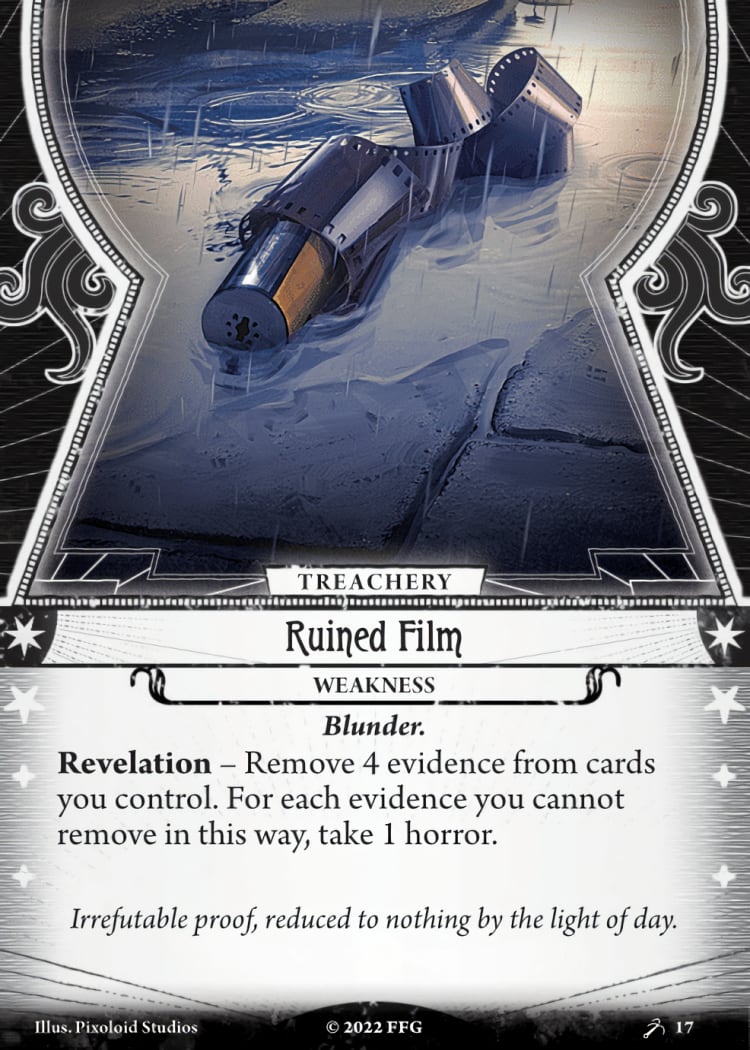 TREACHERY
Ruined Film
WEAKNESS
Blunder.
Revelation – Remove 4 evidence from cards
you control. For each evidence you cannot
remove in this way, take 1 horror.
Irrefutable proof, reduced to nothing by the light of day.
Illus. Pixoloid Studios © 2022 FFG 17